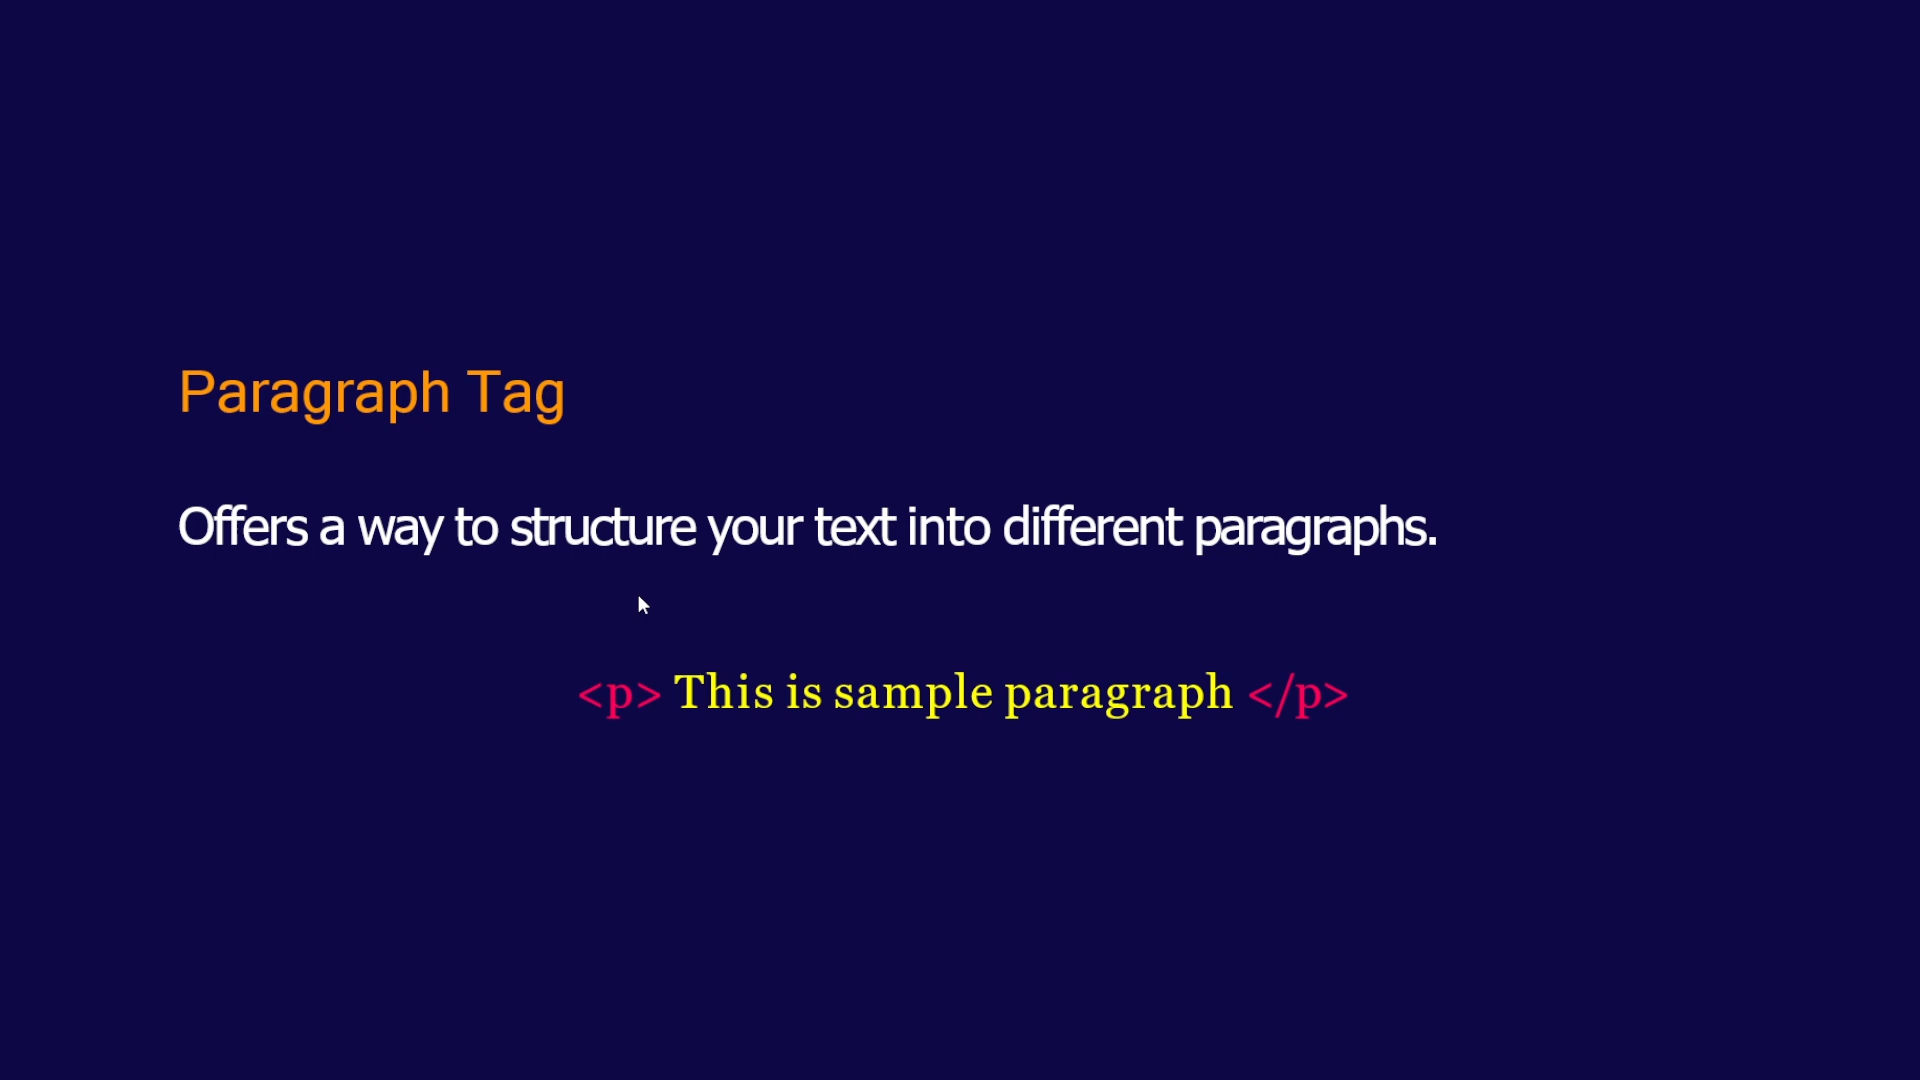 Paragraph Tag
Offers a way to structure your text into different paragraphs.
<p> This is sample paragraph </p>